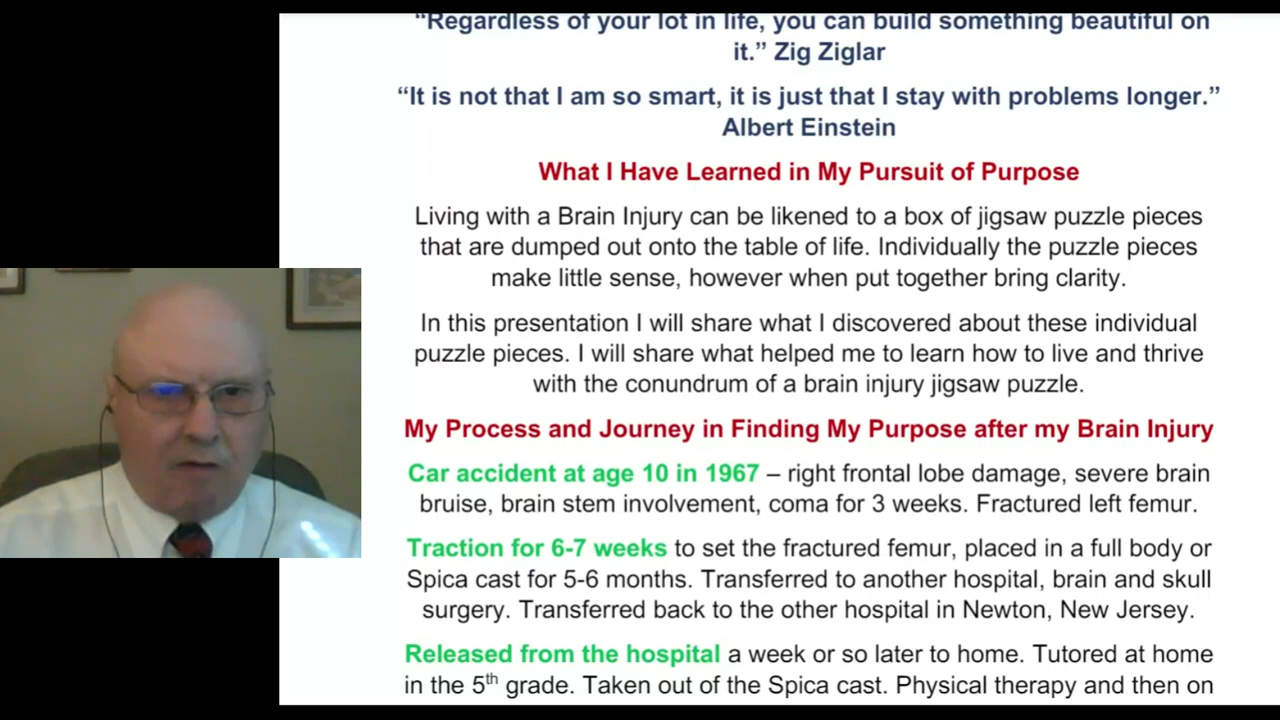 “Regardless of your lot in life, you can build something beautiful on
it.” Zig Ziglar
“It is not that I am so smart, it is just that I stay with problems longer.”
Albert Einstein
What I Have Learned in My Pursuit of Purpose
Living with a Brain Injury can be likened to a box of jigsaw puzzle pieces
that are dumped out onto the table of life. Individually the puzzle pieces
make little sense, however when put together bring clarity.
In this presentation I will share what I discovered about these individual
puzzle pieces. I will share what helped me to learn how to live and thrive
with the conundrum of a brain injury jigsaw puzzle.
My Process and Journey in Finding My Purpose after my Brain Injury
Car accident at age 10 in 1967 – right frontal lobe damage, severe brain
bruise, brain stem involvement, coma for 3 weeks. Fractured left femur.
Traction for 6-7 weeks to set the fractured femur, placed in a full body or
Spica cast for 5-6 months. Transferred to another hospital, brain and skull
surgery. Transferred back to the other hospital in Newton, New Jersey.
Released from the hospital a week or so later to home. Tutored at home
in the 5th grade. Taken out of the Spica cast. Physical therapy and then on